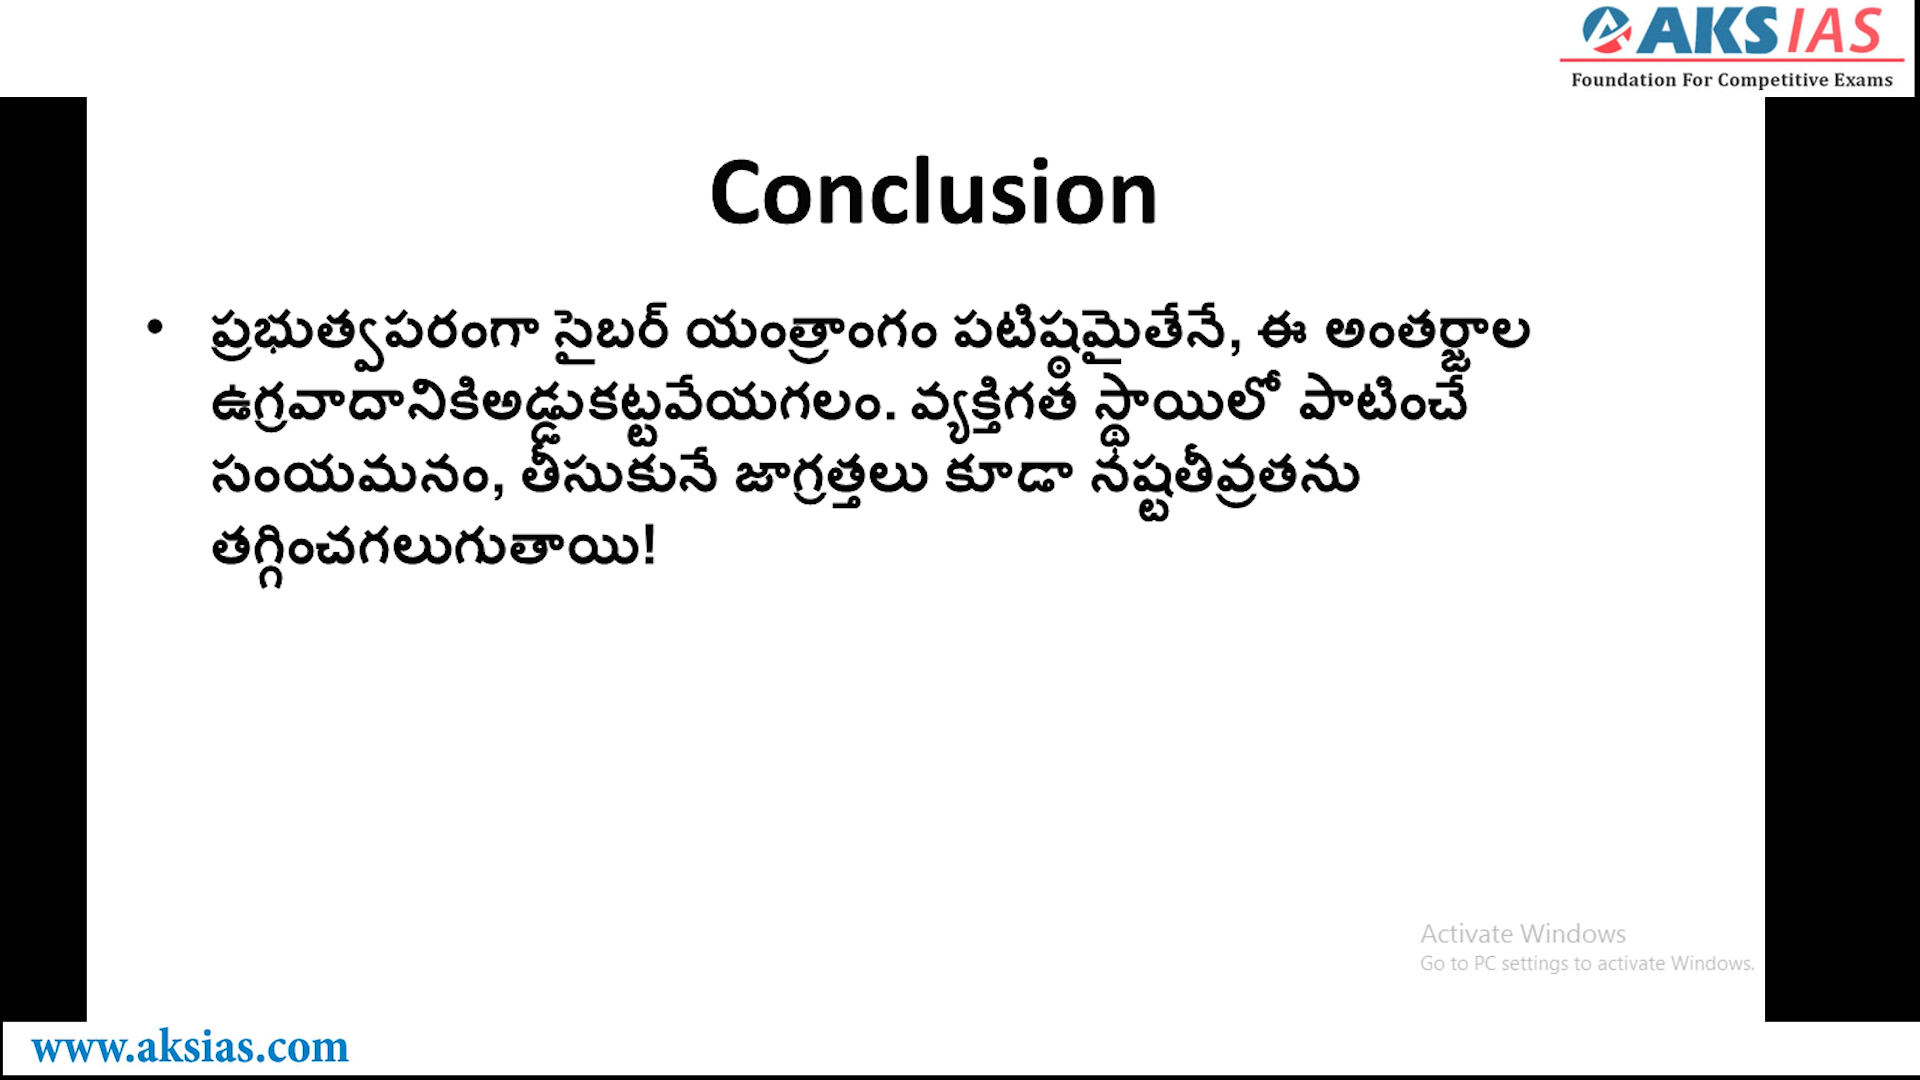 AKS IAS
Foundation For Competitive Exams
Conclusion
• ప్రభుత్వపరంగా సైబర్ యంత్రాంగం పటిష్ఠమైతేనే, ఈ అంతర్జాల
ఉగ్రవాదానికిఅడ్డుకట్టవేయగలం. వ్యక్తిగత స్థాయిలో పాటించే
సంయమనం, తీసుకునే జాగ్రత్తలు కూడా నష్టతీవ్రతను
తగ్గించగలుగుతాయి!
Activate Windows
Go to PC settings to activate Windows.
www.aksias.com